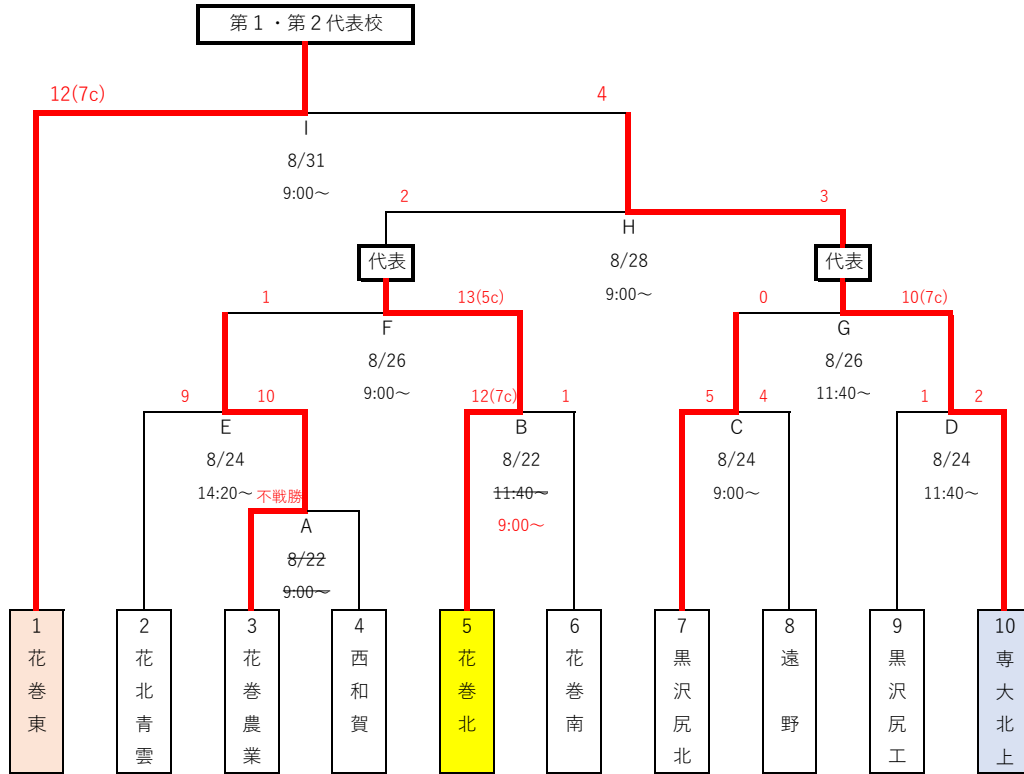 第１・第２代表校
12(7c)
4
I
8/31
9:00～
2
3
H
8/28
9:00～
代表
代表
1
13(5c)
0
10(7c)
F
8/26
9:00～
G
8/26
11:40～
9
10
12(7c)
1
5
4
1
2
E
8/24
14:20～
B
8/22
11:40～
9:00～
C
8/24
9:00～
D
8/24
11:40～
不戦勝
A
8/22
9:00～
1
花巻東
2
花北青雲
3
花巻農業
4
西和賀
5
花巻北
6
花巻南
7
黒沢尻北
8
遠野
9
黒沢尻工
10
専大北上